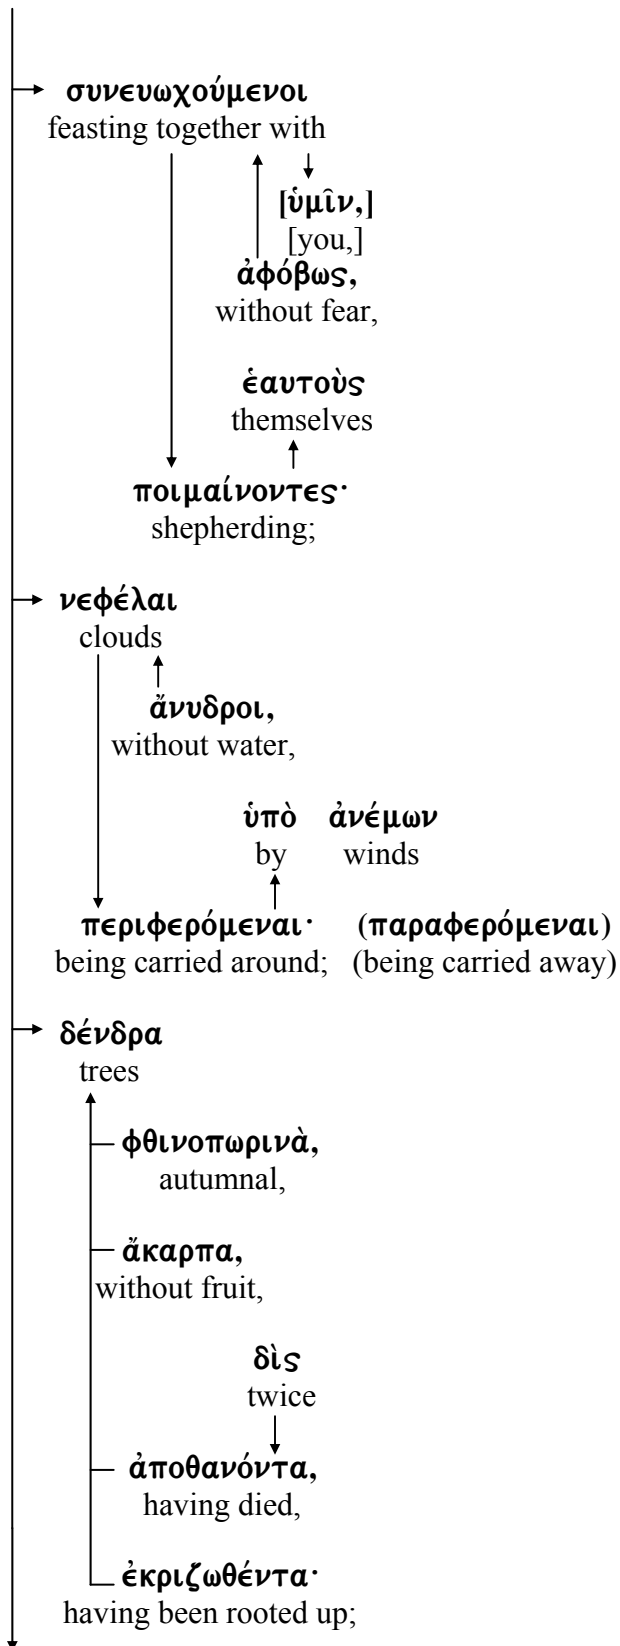 συνευωχούμενοι
feasting together with
[ὑμῖν,]
[you,]
ἀφόβως,
without fear,
ἑαυτοὺς
themselves
ποιμαίνοντες·
shepherding;
νεφέλαι
clouds
ἄνυδροι,
without water,
ὑπὸ ἀνέμων
by winds
περιφερόμεναι· (παραφερόμεναι)
being carried around; (being carried away)
δένδρα
trees
φθινοπωρινὰ,
autumnal,
ἄκαρπα,
without fruit,
δὶς
twice
ἀποθανόντα,
having died,
ἐκριζωθέντα·
having been rooted up;